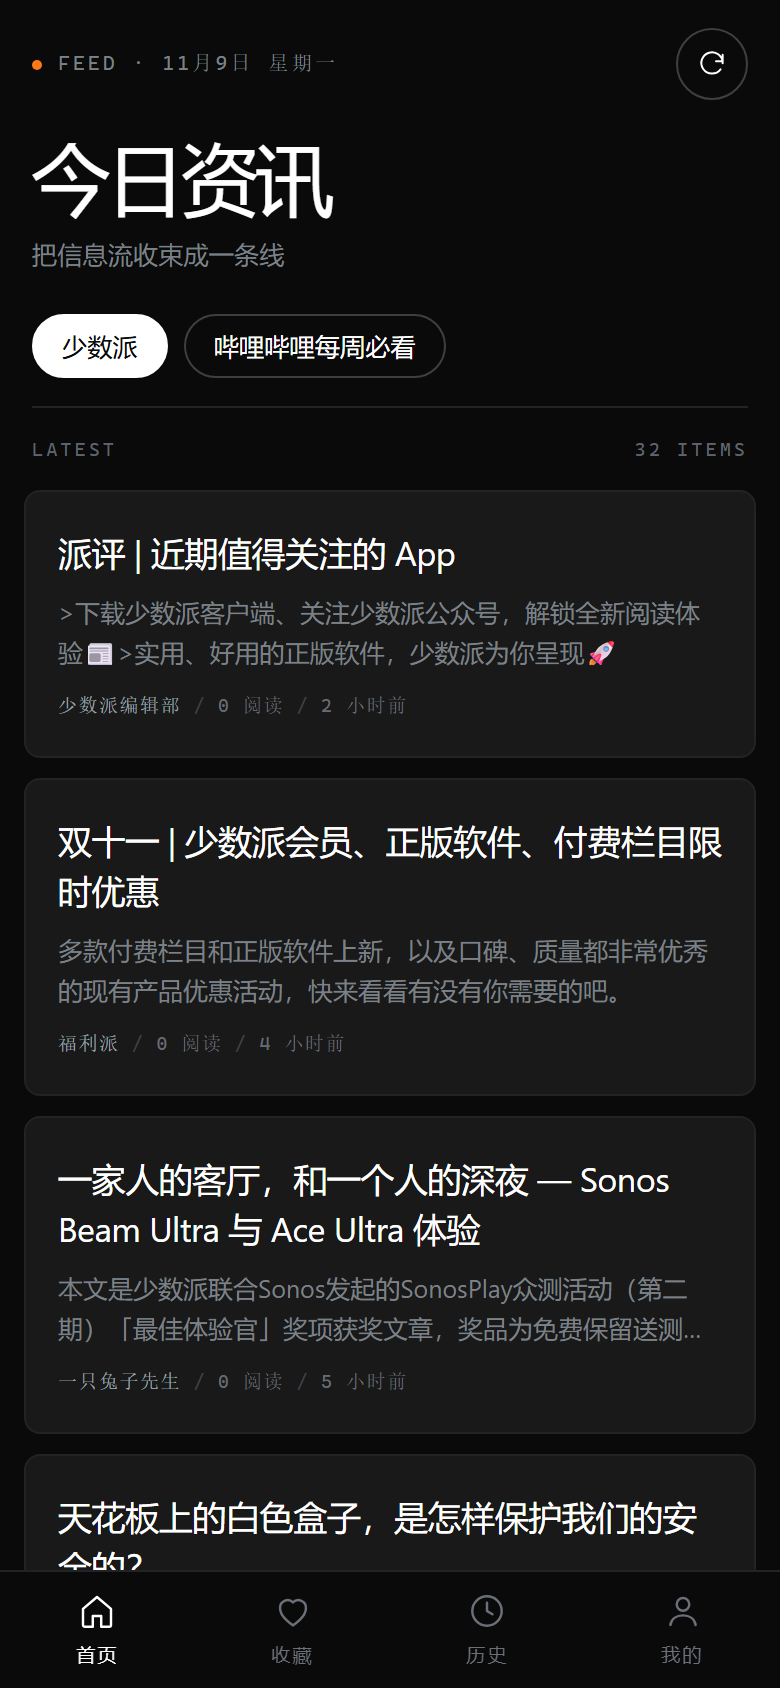 FEED · 11月9日 星期一
今日资讯
把信息流收束成一条线
少数派
哔哩哔哩每周必看
LATEST
32 ITEMS
派评 | 近期值得关注的 App
>下载少数派客户端、关注少数派公众号，解锁全新阅读体
验📰 >实用、好用的正版软件，少数派为你呈现🚀
少数派编辑部 / 0 阅读 / 2 小时前
双十一 | 少数派会员、正版软件、付费栏目限
时优惠
多款付费栏目和正版软件上新，以及口碑、质量都非常优秀
的现有产品优惠活动，快来看看有没有你需要的吧。
福利派 / 0 阅读 / 4 小时前
一家人的客厅，和一个人的深夜 — Sonos
Beam Ultra 与 Ace Ultra 体验
本文是少数派联合Sonos发起的SonosPlay众测活动（第二
期）「最佳体验官」奖项获奖文章，奖品为免费保留送测...
一只兔子先生 / 0 阅读 / 5 小时前
天花板上的白色盒子，是怎样保护我们的安
全的？
首页
收藏
历史
我的